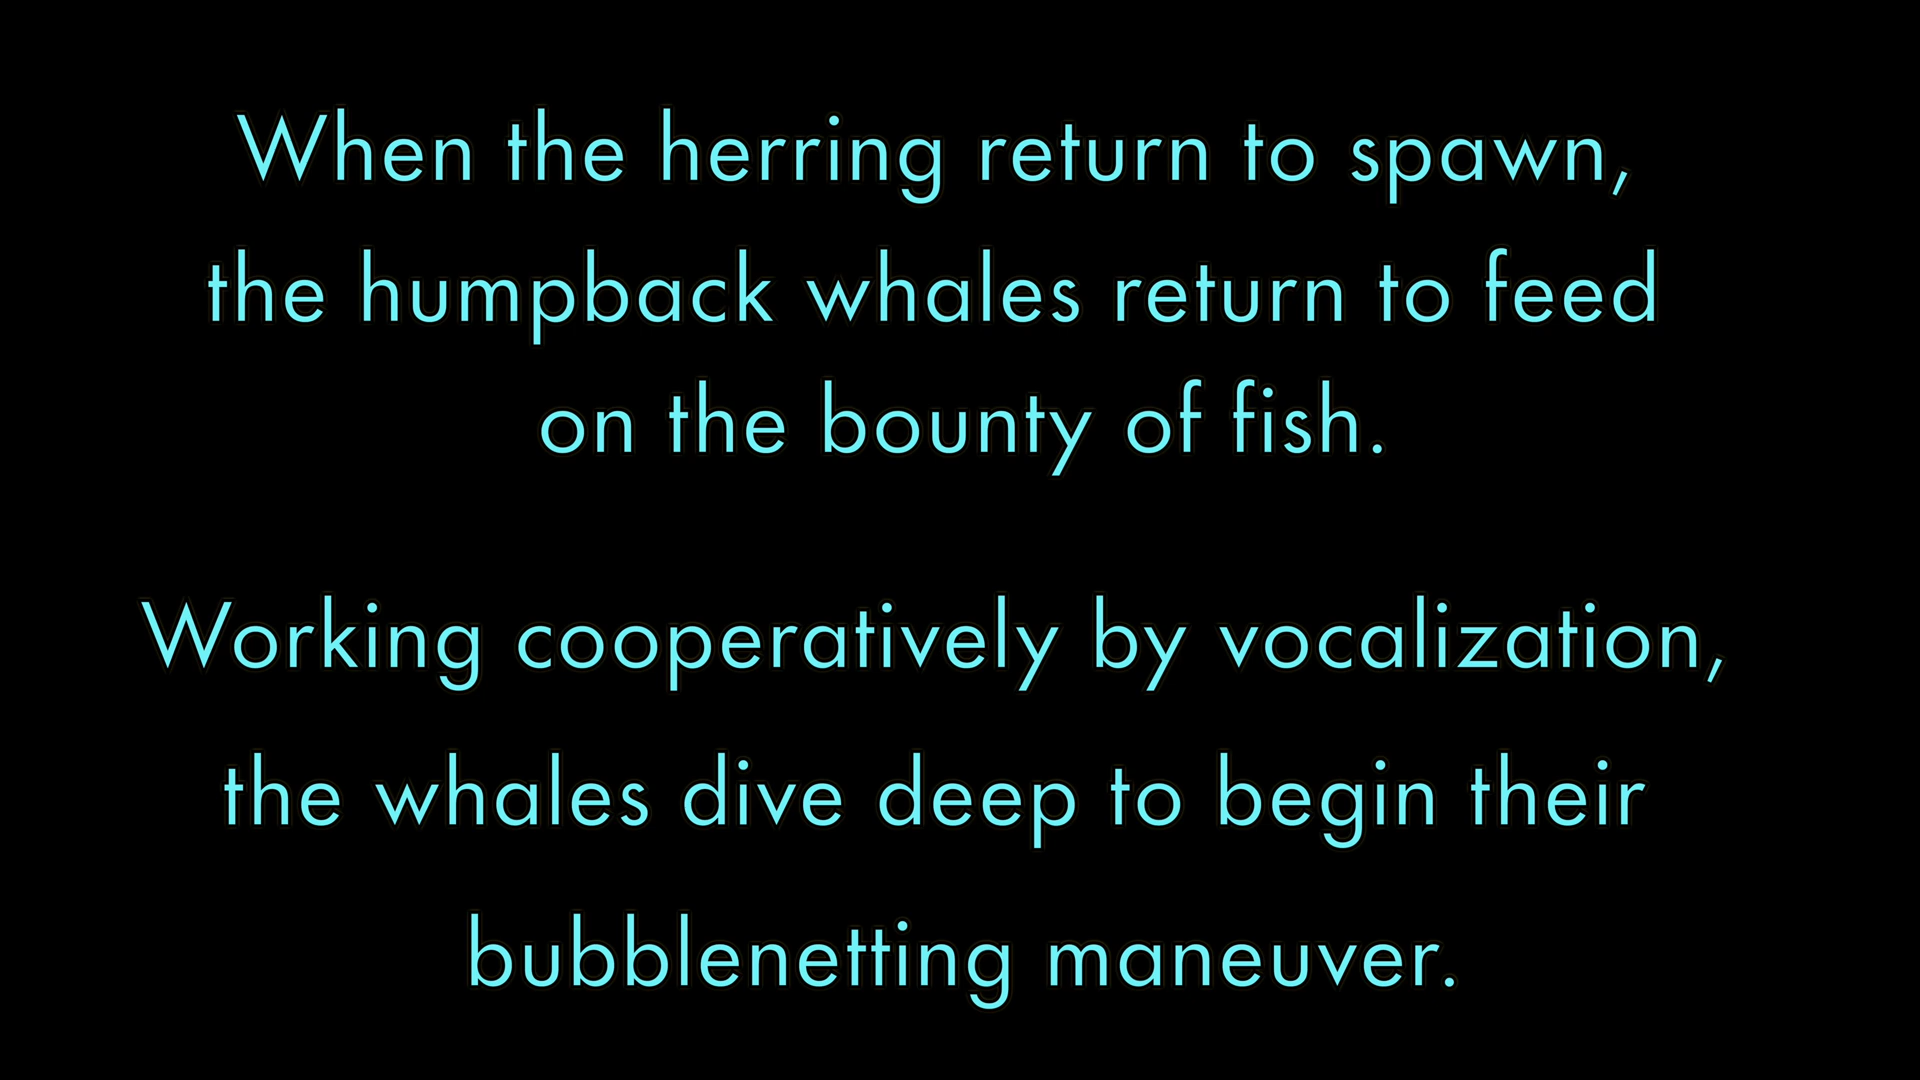 When the herring return to spawn,
the humpback whales return to feed
on the bounty of fish.
Working cooperatively by vocalization,
the whales dive deep to begin their
bubblenetting maneuver.